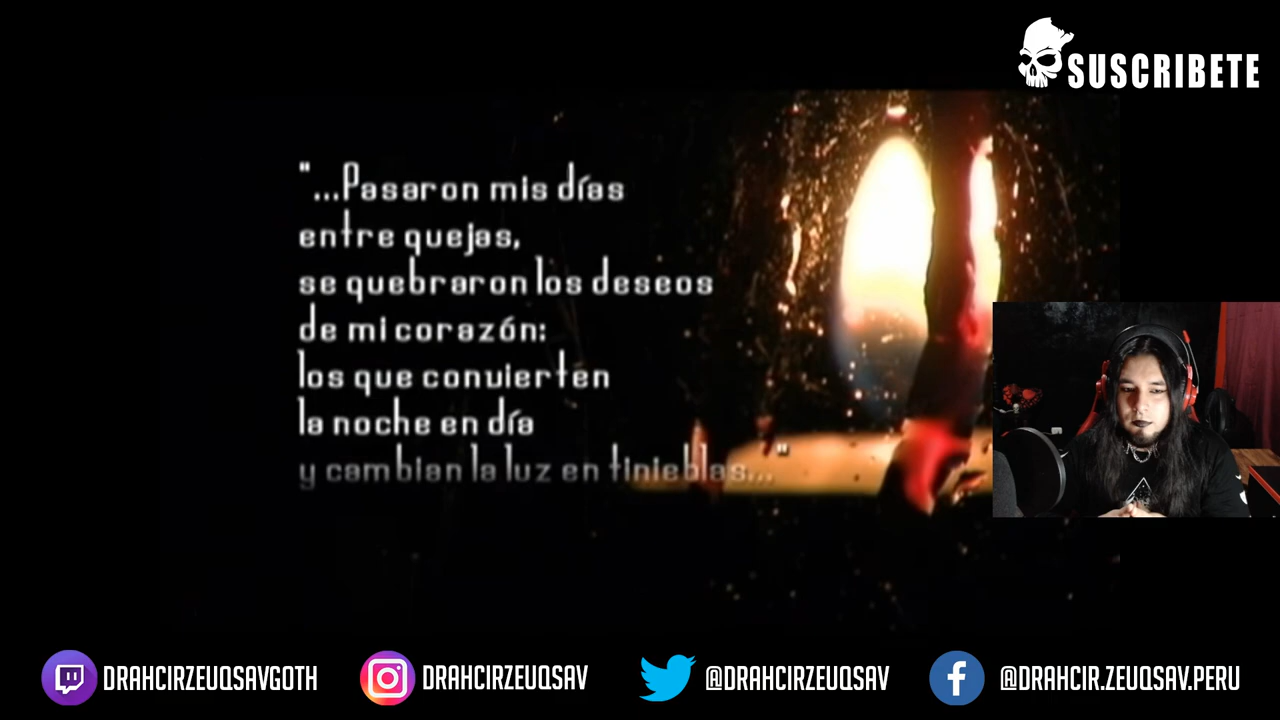 SUSCRIBETE
"...Pasaron mis días
entre quejas,
se quebraron los deseos
de mi corazón:
los que convierten
la noche en día
y cambian la luz en tinieblas..."
DRAHCIRZEUQSAVGOTH
DRAHCIRZEUQSAV
@DRAHCIRZEUQSAV
@DRAHCIR.ZEUQSAV.PERU